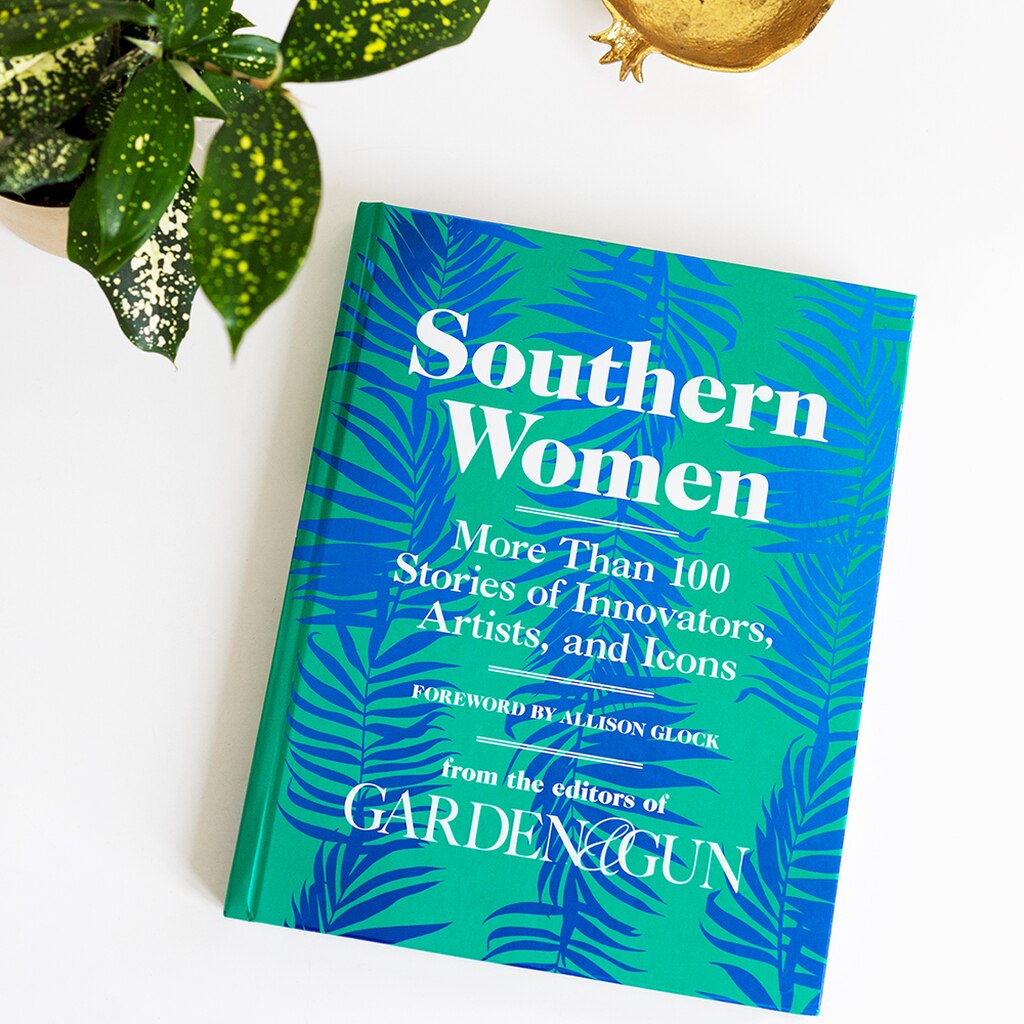 Southern
Women
More Than 100
Stories of Innovators,
Artists, and Icons
FOREWORD BY ALLISON GLOCK
from the editors of
GARDEN&GUN